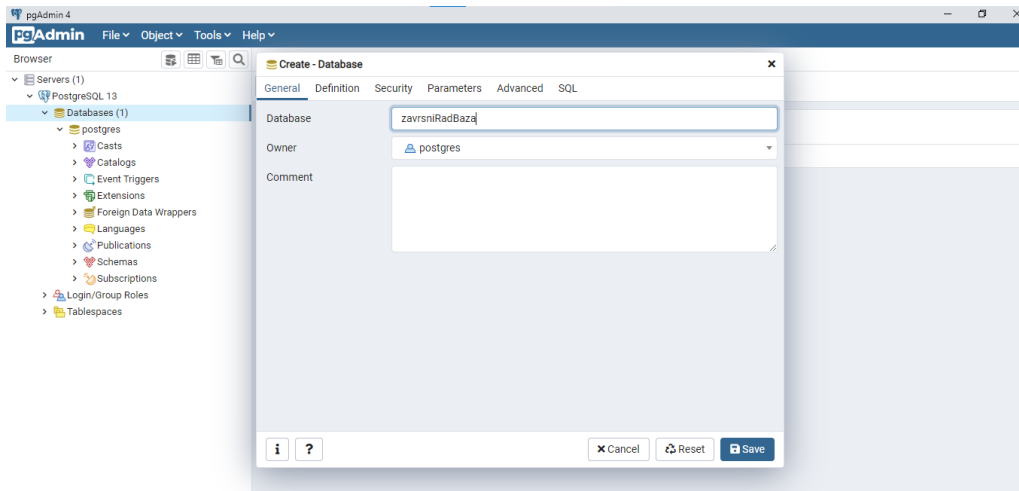 pgAdmin 4
pgAdmin File Object Tools Help
Browser
Servers (1)
PostgreSQL 13
Databases (1)
postgres
Casts
Catalogs
Event Triggers
Extensions
Foreign Data Wrappers
Languages
Publications
Schemas
Subscriptions
Login/Group Roles
Tablespaces
Create - Database
General Definition Security Parameters Advanced SQL
Database zavrsniRadBaza
Owner postgres
Comment
i ? Cancel Reset Save